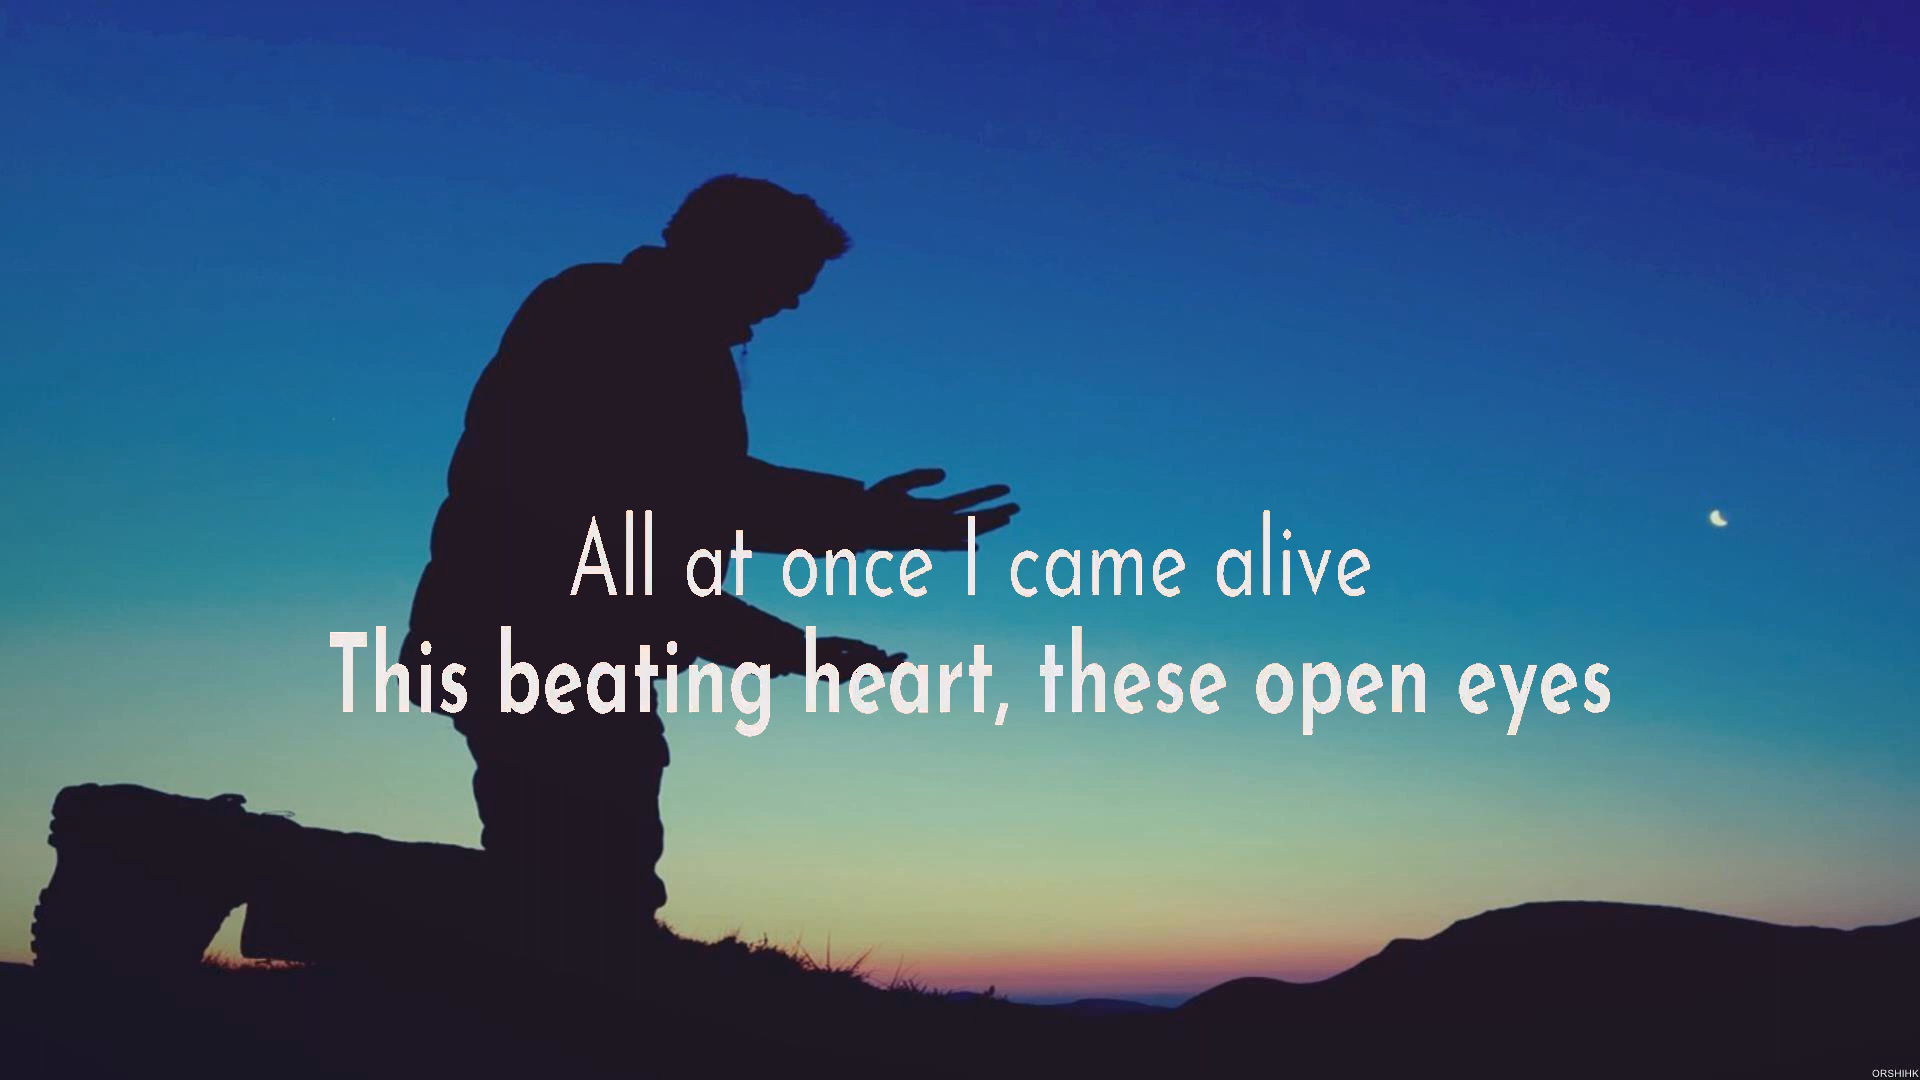 All at once I came alive
This beating heart, these open eyes
ORSHIHK